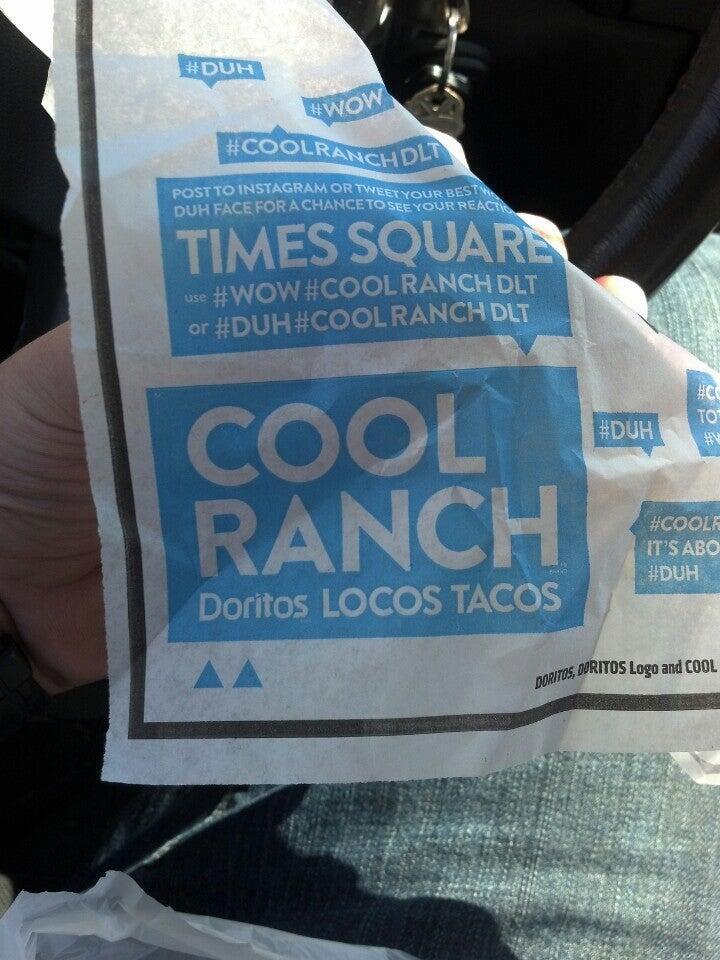 #DUH
#WOW
#COOLRANCHDLT
POST TO INSTAGRAM OR TWEET YOUR BEST
DUH FACE FOR A CHANCE TO SEE YOUR
TIMES SQUARE
use #WOW #COOL RANCH DLT
or #DUH #COOL RANCH DLT
COOL
RANCH
Doritos LOCOS TACOS
#DUH
IT'S
#DUH
DORITOS, DORITOS Logo and COOL